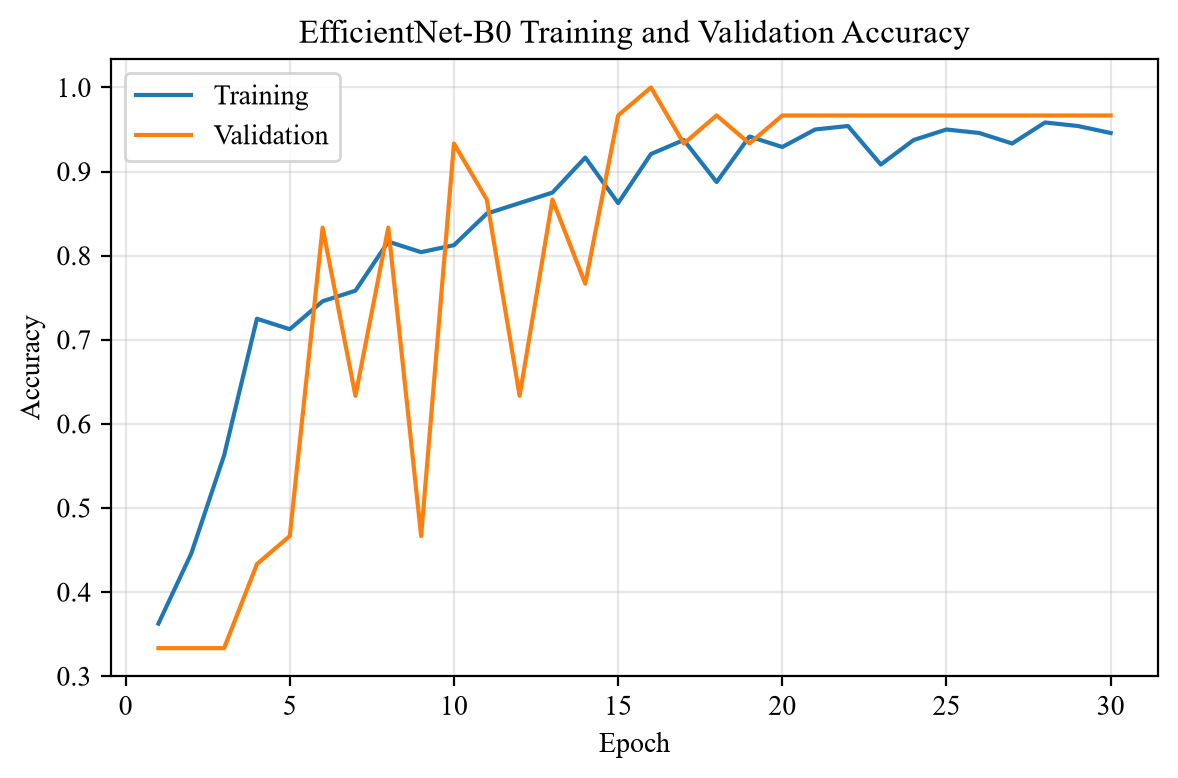 EfficientNet-B0 Training and Validation Accuracy
Training
Validation
1.0
0.9
0.8
0.7
0.6
0.5
0.4
0.3
Accuracy
0 5 10 15 20 25 30
Epoch